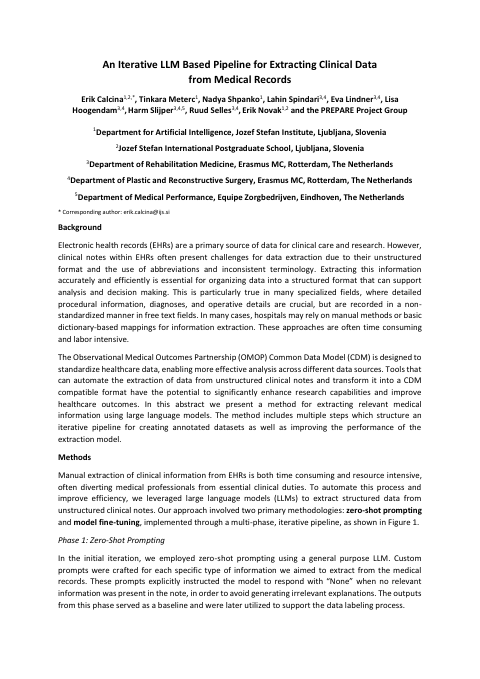 An Iterative LLM Based Pipeline for Extracting Clinical Data
from Medical Records
Erik Calcina1,2,*, Tinkara Meterc1, Nadya Shpanko1, Lahin Spindari3,4, Eva Lindner3,4, Lisa
Hoogendam3,4, Harm Slijper3,4,5, Ruud Selles3,4, Erik Novak1,2 and the PREPARE Project Group
1Department for Artificial Intelligence, Jozef Stefan Institute, Ljubljana, Slovenia
2Jozef Stefan International Postgraduate School, Ljubljana, Slovenia
3Department of Rehabilitation Medicine, Erasmus MC, Rotterdam, The Netherlands
4Department of Plastic and Reconstructive Surgery, Erasmus MC, Rotterdam, The Netherlands
5Department of Medical Performance, Equipe Zorgbedrijven, Eindhoven, The Netherlands
* Corresponding author: erik.calcina@ijs.si
Background
Electronic health records (EHRs) are a primary source of data for clinical care and research. However,
clinical notes within EHRs often present challenges for data extraction due to their unstructured
format and the use of abbreviations and inconsistent terminology. Extracting this information
accurately and efficiently is essential for organizing data into a structured format that can support
analysis and decision making. This is particularly true in many specialized fields, where detailed
procedural information, diagnoses, and operative details are crucial, but are recorded in a non-
standardized manner in free text fields. In many cases, hospitals may rely on manual methods or basic
dictionary-based mappings for information extraction. These approaches are often time consuming
and labor intensive.
The Observational Medical Outcomes Partnership (OMOP) Common Data Model (CDM) is designed to
standardize healthcare data, enabling more effective analysis across different data sources. Tools that
can automate the extraction of data from unstructured clinical notes and transform it into a CDM
compatible format have the potential to significantly enhance research capabilities and improve
healthcare outcomes. In this abstract we present a method for extracting relevant medical
information using large language models. The method includes multiple steps which structure an
iterative pipeline for creating annotated datasets as well as improving the performance of the
extraction model.
Methods
Manual extraction of clinical information from EHRs is both time consuming and resource intensive,
often diverting medical professionals from essential clinical duties. To automate this process and
improve efficiency, we leveraged large language models (LLMs) to extract structured data from
unstructured clinical notes. Our approach involved two primary methodologies: zero-shot prompting
and model fine-tuning, implemented through a multi-phase, iterative pipeline, as shown in Figure 1.
Phase 1: Zero-Shot Prompting
In the initial iteration, we employed zero-shot prompting using a general purpose LLM. Custom
prompts were crafted for each specific type of information we aimed to extract from the medical
records. These prompts explicitly instructed the model to respond with “None” when no relevant
information was present in the note, in order to avoid generating irrelevant explanations. The outputs
from this phase served as a baseline and were later utilized to support the data labeling process.